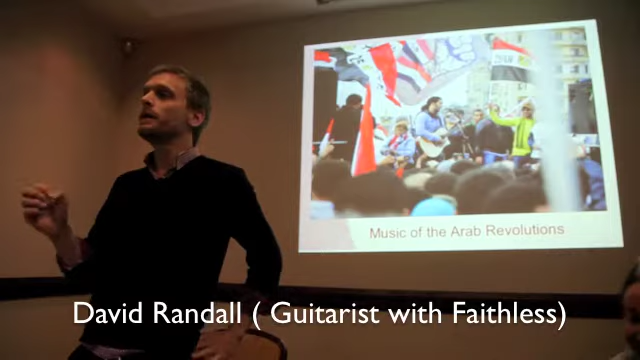 Music of the Arab Revolutions
David Randall ( Guitarist with Faithless)